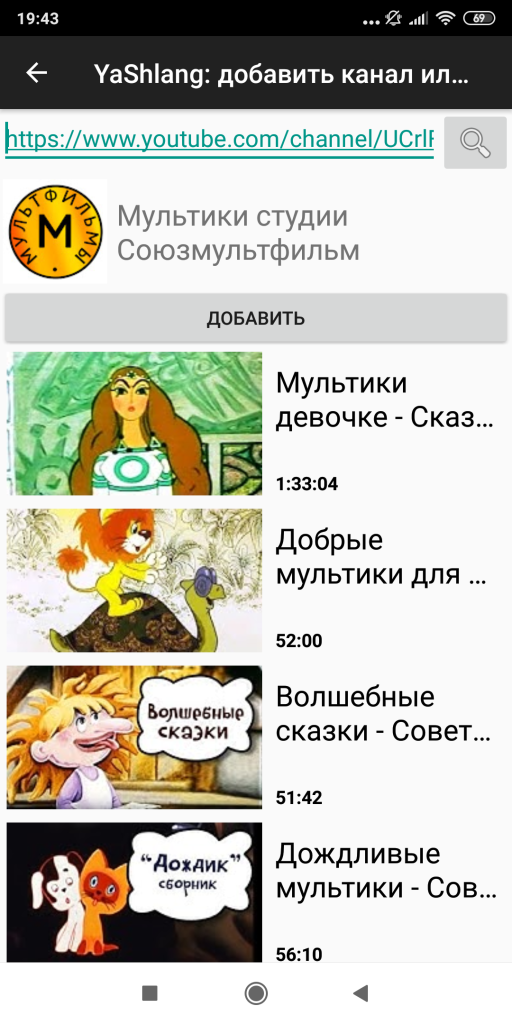 19:43
69
YaShlang: добавить канал ил...
https://www.youtube.com/channel/UCrl
МУЛЬТФИЛЬМЫ
М
Мультики студии
Союзмультфильм
ДОБАВИТЬ
Мультики
девочке - Сказ...
1:33:04
Добрые
мультики для ...
52:00
Волшебные
сказки
Волшебные
сказки - Совет...
51:42
"Дождик"
сборник
Дождливые
мультики - Сов...
56:10